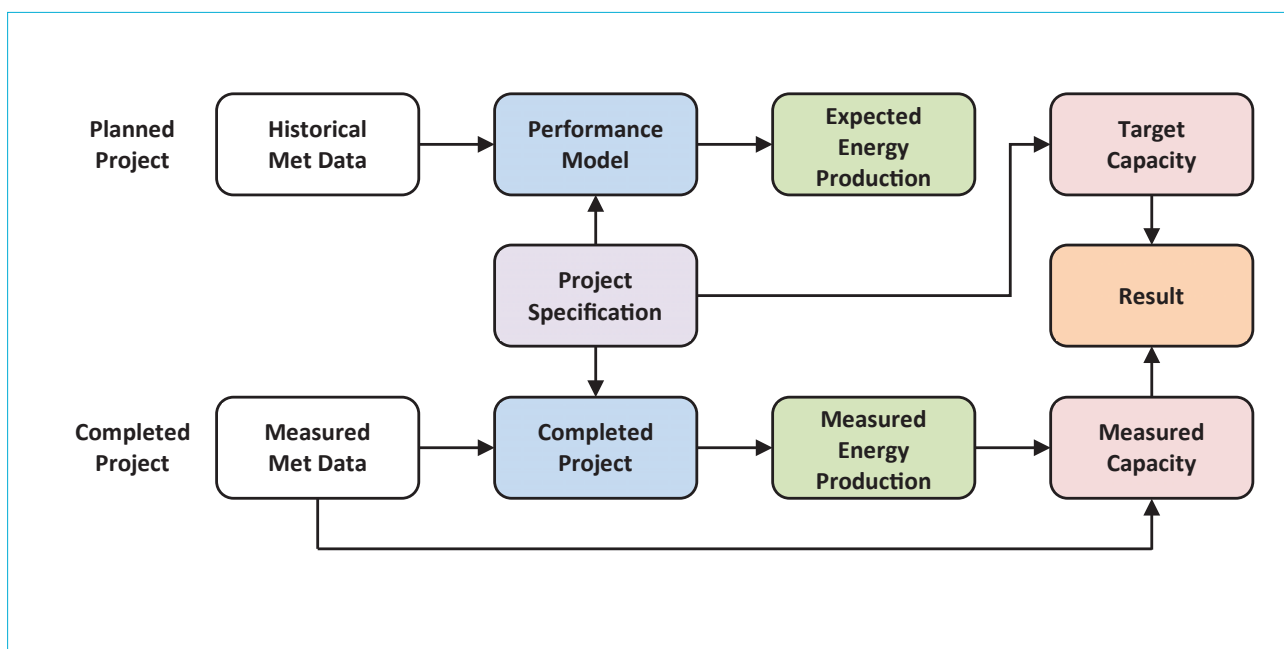 Planned
Project
Historical
Met Data
Performance
Model
Expected
Energy
Production
Target
Capacity
Project
Specification
Result
Completed
Project
Measured
Met Data
Completed
Project
Measured
Energy
Production
Measured
Capacity